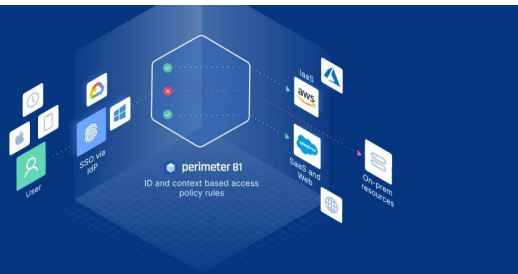 User
SSO via
IdP
perimeter 81
ID and context based access
policy rules
IaaS
aws
salesforce
SaaS and
Web
On-prem
resources